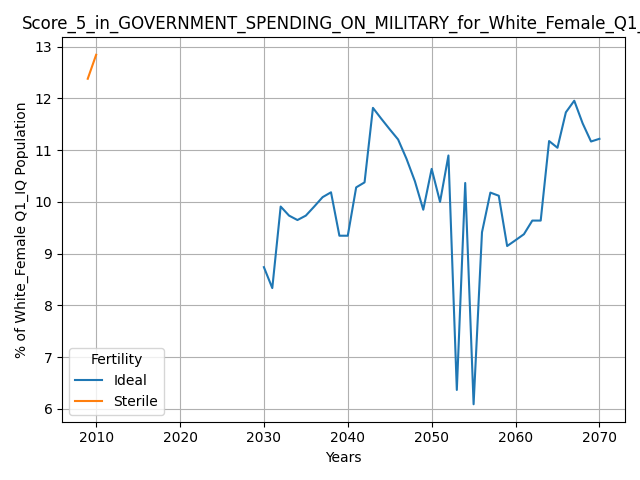 Score_5_in_GOVERNMENT_SPENDING_ON_MILITARY_for_White_Female_Q1_
13
12
11
10
9
8
7
6
% of White_Female Q1_IQ Population
Fertility
Ideal
Sterile
2010 2020 2030 2040 2050 2060 2070
Years